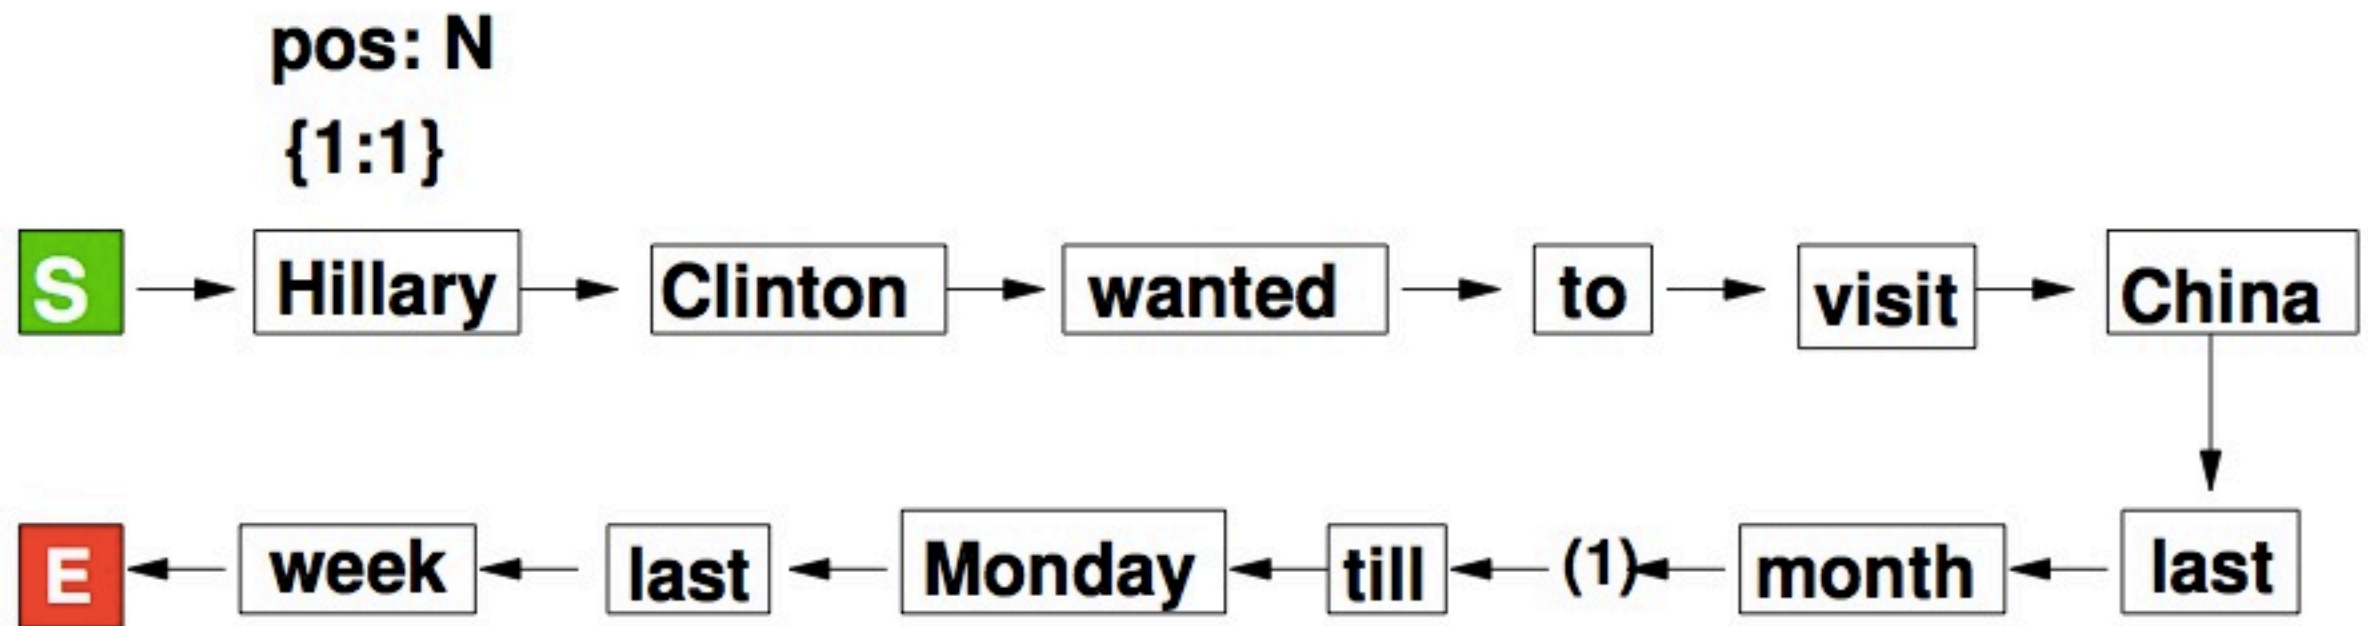 pos: N
{1:1}
S Hillary Clinton wanted to visit China
E week last Monday till (1) month last